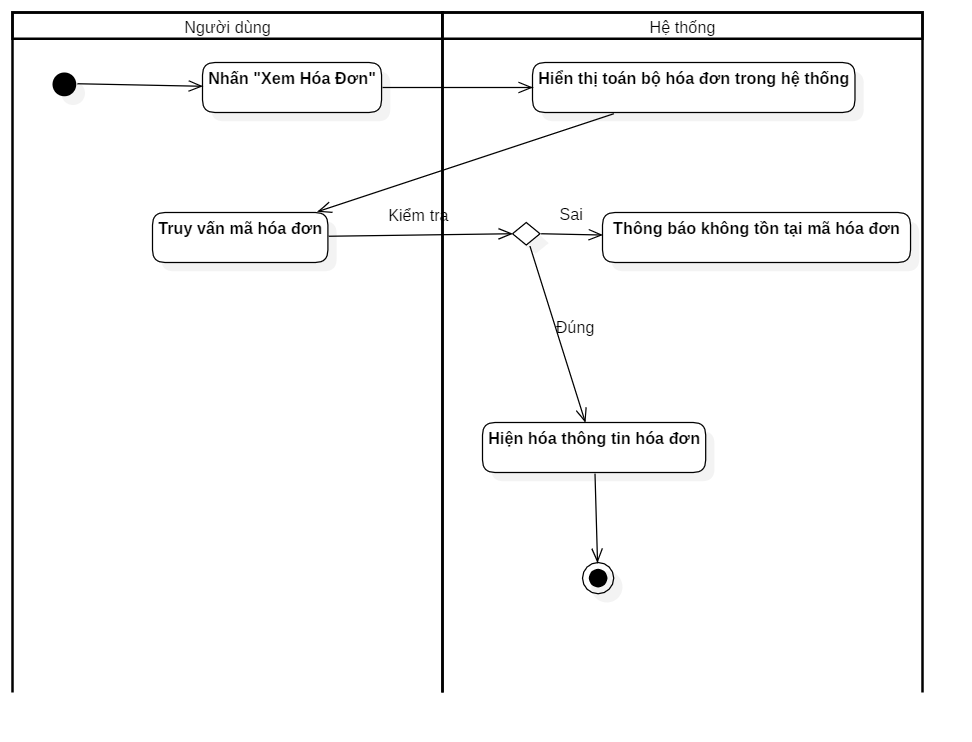 Người dùng
Hệ thống
Nhấn "Xem Hóa Đơn"
Hiển thị toán bộ hóa đơn trong hệ thống
Truy vấn mã hóa đơn
Kiểm tra
Sai
Thông báo không tồn tại mã hóa đơn
Đúng
Hiện hóa thông tin hóa đơn